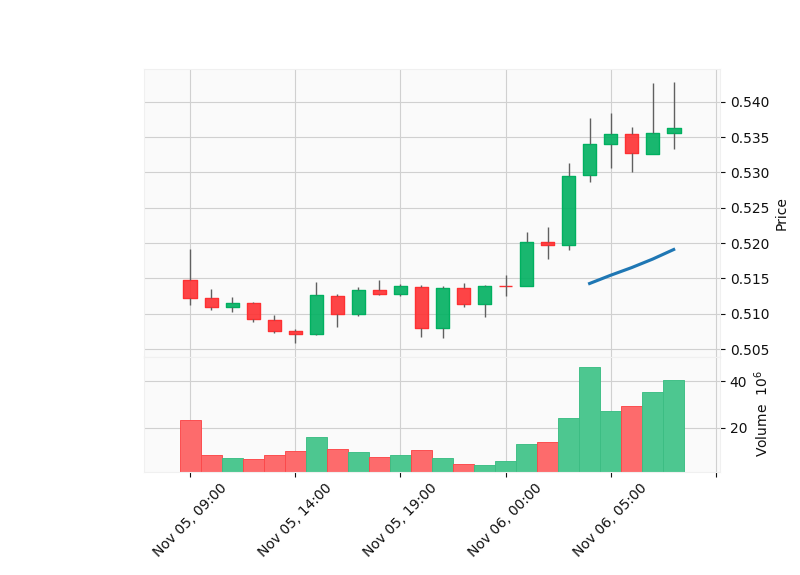 0.540
0.535
0.530
0.525
0.520
0.515
0.510
0.505
Price
40
20
Volume 10^6
Nov 05, 09:00
Nov 05, 14:00
Nov 05, 19:00
Nov 06, 00:00
Nov 06, 05:00